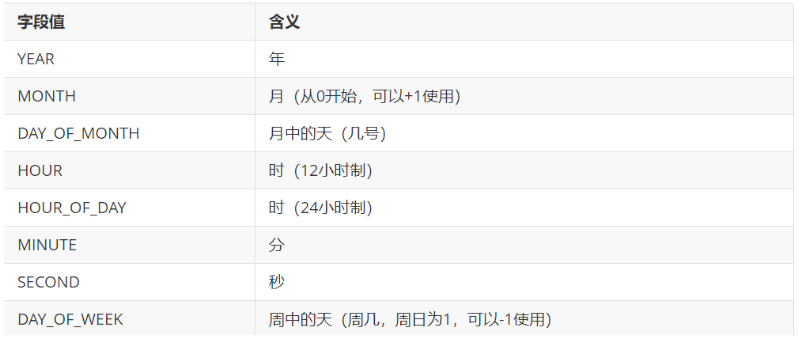 字段值 含义
YEAR 年
MONTH 月（从0开始，可以+1使用）
DAY_OF_MONTH 月中的天（几号）
HOUR 时（12小时制）
HOUR_OF_DAY 时（24小时制）
MINUTE 分
SECOND 秒
DAY_OF_WEEK 周中的天（周几，周日为1，可以-1使用）